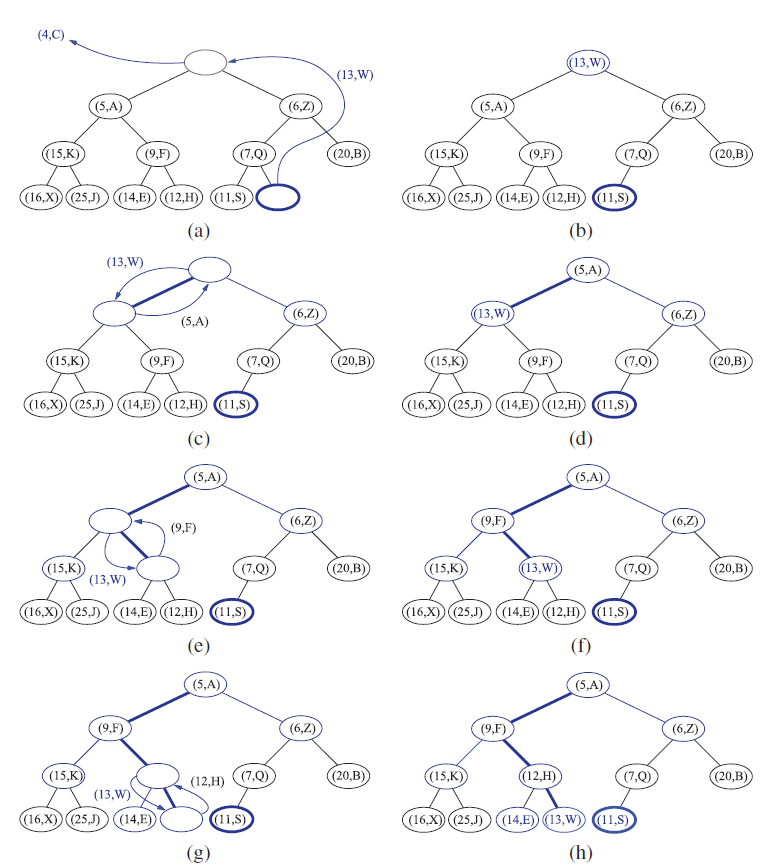 (4,C)
(13,W)
(5,A) (6,Z)
(15,K) (9,F) (7,Q) (20,B)
(16,X) (25,J) (14,E) (12,H) (11,S)
(a)
(13,W)
(5,A) (6,Z)
(15,K) (9,F) (7,Q) (20,B)
(16,X) (25,J) (14,E) (12,H) (11,S)
(b)
(13,W)
(5,A) (6,Z)
(15,K) (9,F) (7,Q) (20,B)
(16,X) (25,J) (14,E) (12,H) (11,S)
(c)
(5,A)
(13,W) (6,Z)
(15,K) (9,F) (7,Q) (20,B)
(16,X) (25,J) (14,E) (12,H) (11,S)
(d)
(5,A)
(9,F) (6,Z)
(15,K) (13,W) (7,Q) (20,B)
(16,X) (25,J) (14,E) (12,H) (11,S)
(e)
(5,A)
(9,F) (6,Z)
(15,K) (13,W) (7,Q) (20,B)
(16,X) (25,J) (14,E) (12,H) (11,S)
(f)
(5,A)
(9,F) (6,Z)
(15,K) (12,H) (7,Q) (20,B)
(13,W)
(16,X) (25,J) (14,E) (11,S)
(g)
(5,A)
(9,F) (6,Z)
(15,K) (12,H) (7,Q) (20,B)
(16,X) (25,J) (14,E) (13,W) (11,S)
(h)